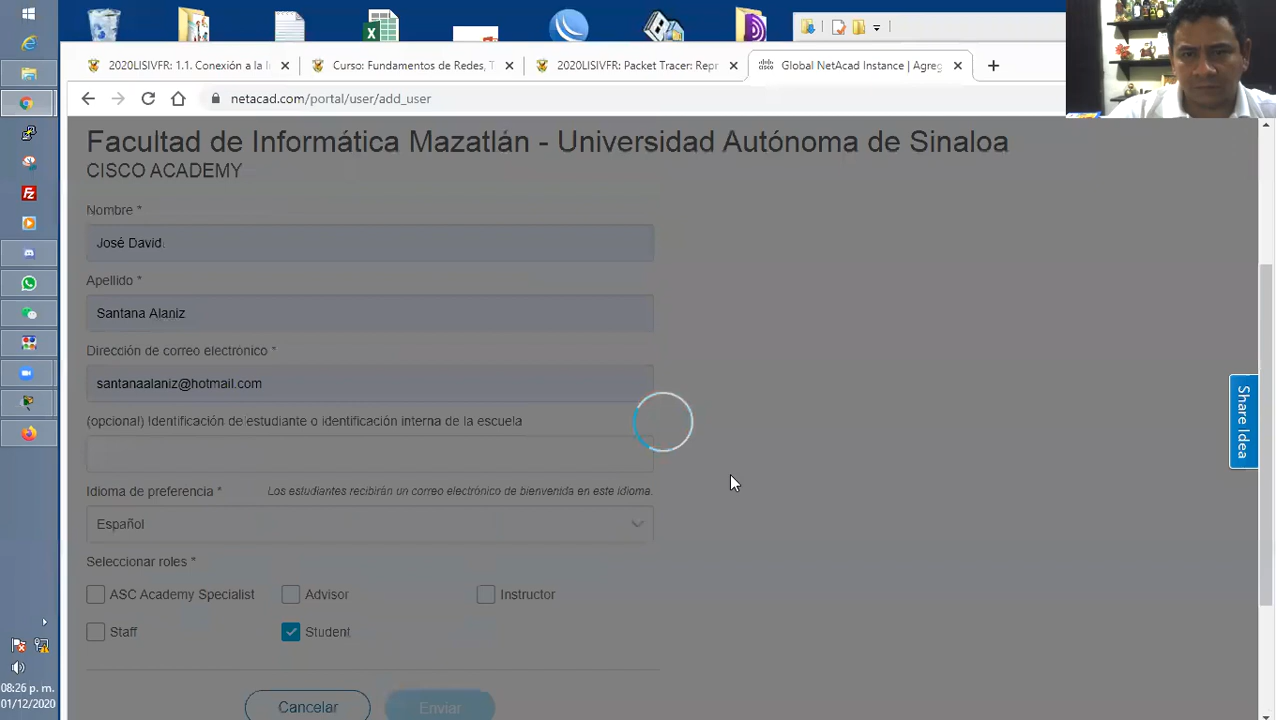 2020LISIVFR: 1.1. Conexión a la I
Curso: Fundamentos de Redes, T
2020LISIVFR: Packet Tracer: Repr
Global NetAcad Instance | Agreg
netacad.com/portal/user/add_user
Facultad de Informática Mazatlán - Universidad Autónoma de Sinaloa
CISCO ACADEMY
Nombre *
José David
Apellido *
Santana Alaniz
Dirección de correo electrónico *
santanaalaniz@hotmail.com
(opcional) Identificación de estudiante o identificación interna de la escuela
Idioma de preferencia *
Los estudiantes recibirán un correo electrónico de bienvenida en este idioma.
Español
Seleccionar roles *
ASC Academy Specialist
Advisor
Instructor
Staff
Student
Cancelar
Enviar
Share Idea
08:26 p. m.
01/12/2020